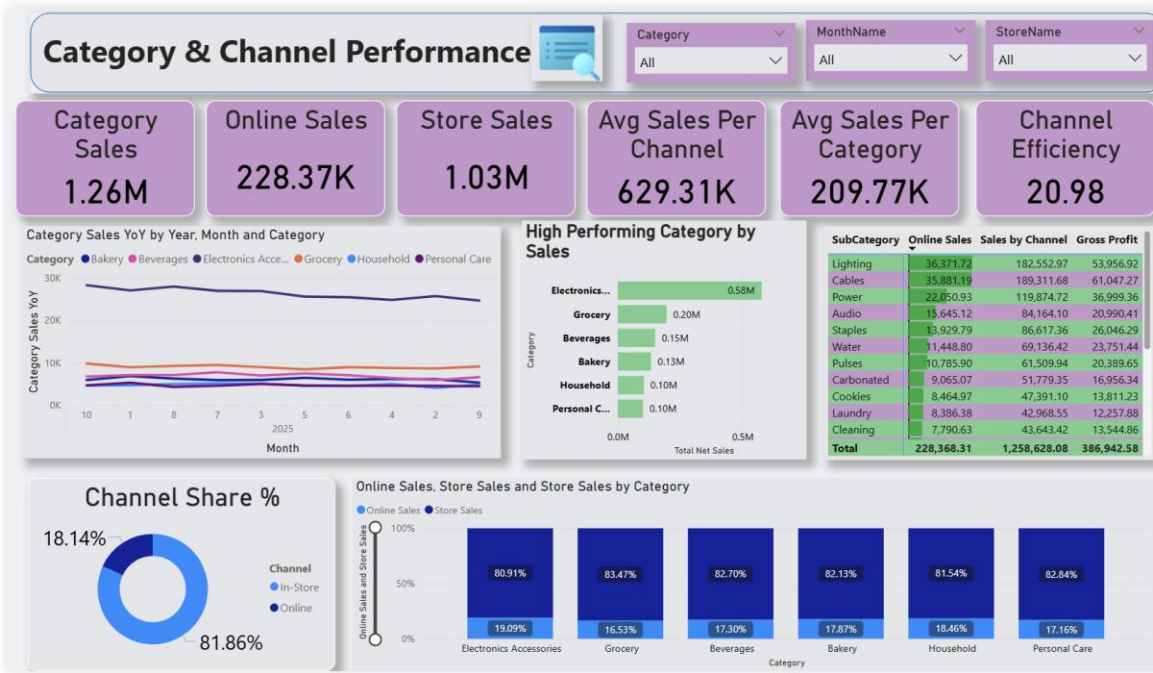 Category & Channel Performance
Category
All
MonthName
All
StoreName
All
Category
Sales
1.26M
Online Sales
228.37K
Store Sales
1.03M
Avg Sales Per
Channel
629.31K
Avg Sales Per
Category
209.77K
Channel
Efficiency
20.98
Category Sales YoY by Year, Month and Category
Category Bakery Beverages Electronics Acce... Grocery Household Personal Care
Category Sales YoY
30K
20K
10K
0K
10 1 8 7 3 5 6 4 2 9
2025
Month
High Performing Category by
Sales
Category
Electronics... 0.58M
Grocery 0.20M
Beverages 0.15M
Bakery 0.13M
Household 0.10M
Personal C... 0.10M
0.0M 0.5M
Total Net Sales
SubCategory Online Sales Sales by Channel Gross Profit
Lighting 36,371.72 182,552.97 53,956.92
Cables 35,881.19 189,311.68 61,047.27
Power 22,050.93 119,874.72 36,999.36
Audio 15,645.12 84,164.10 20,990.41
Staples 13,929.79 86,617.36 26,046.29
Water 11,448.80 69,136.42 23,751.44
Pulses 10,785.90 61,509.94 20,389.65
Carbonated 9,065.07 51,779.35 16,956.34
Cookies 8,464.97 47,391.10 13,811.23
Laundry 8,386.38 42,968.55 12,257.88
Cleaning 7,790.63 43,643.42 13,544.86
Total 228,368.31 1,258,628.08 386,942.58
Channel Share %
18.14%
81.86%
Channel
In-Store
Online
Online Sales, Store Sales and Store Sales by Category
Online Sales Store Sales
Online Sales and Store Sales
100%
50%
0%
80.91% 83.47% 82.70% 82.13% 81.54% 82.84%
19.09% 16.53% 17.30% 17.87% 18.46% 17.16%
Electronics Accessories Grocery Beverages Bakery Household Personal Care
Category